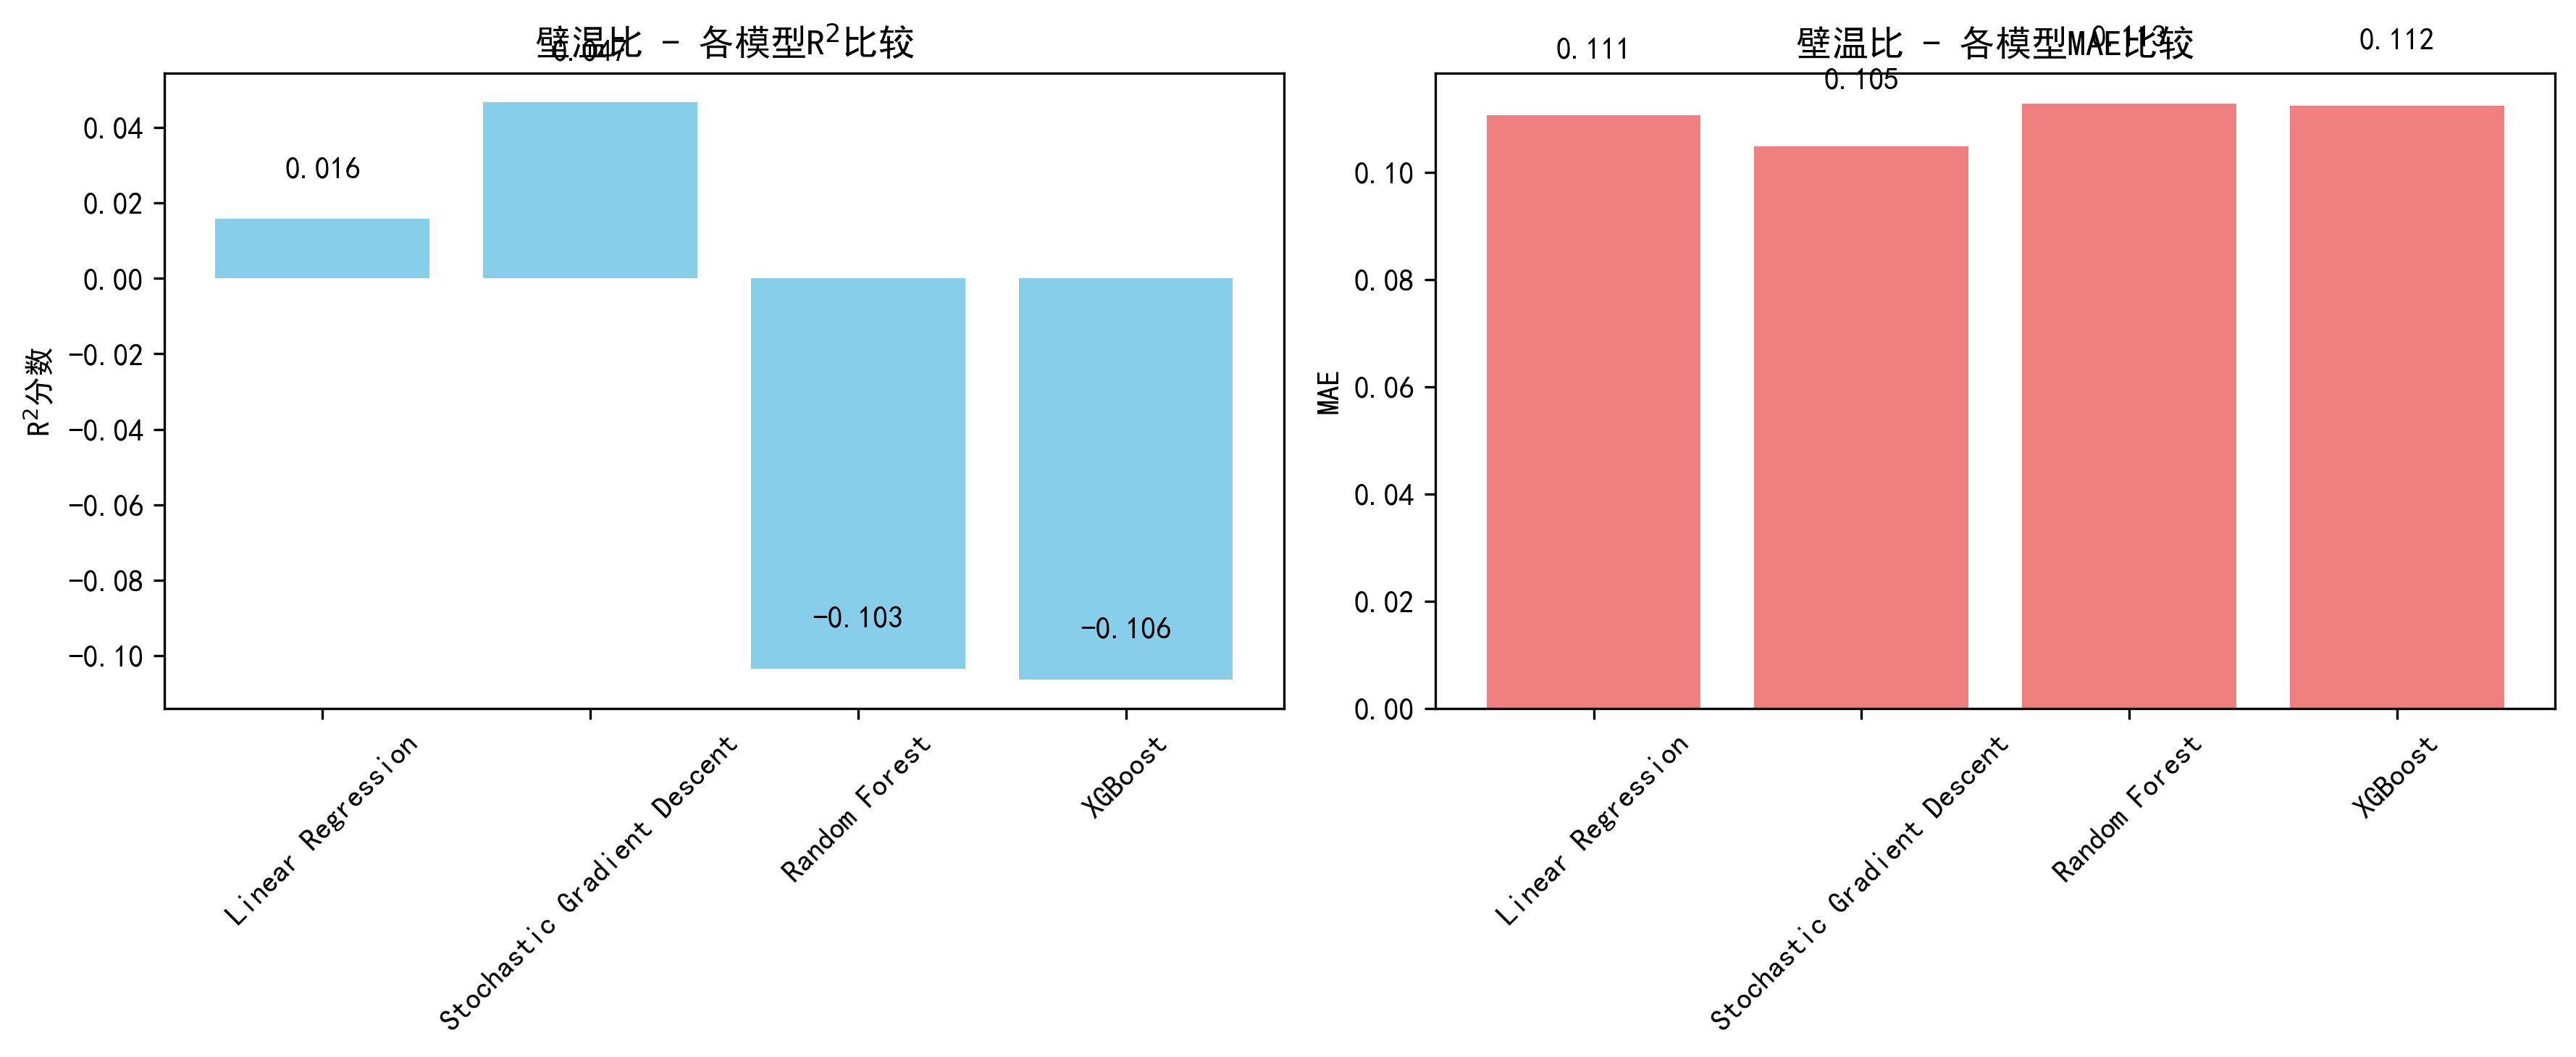 壁温比 - 各模型R²比较
0.047
0.016
-0.103
-0.106
0.04
0.02
0.00
-0.02
-0.04
-0.06
-0.08
-0.10
R²分数
Linear Regression
Stochastic Gradient Descent
Random Forest
XGBoost
壁温比 - 各模型MAE比较
0.111
0.105
0.113
0.112
0.10
0.08
0.06
0.04
0.02
0.00
MAE
Linear Regression
Stochastic Gradient Descent
Random Forest
XGBoost